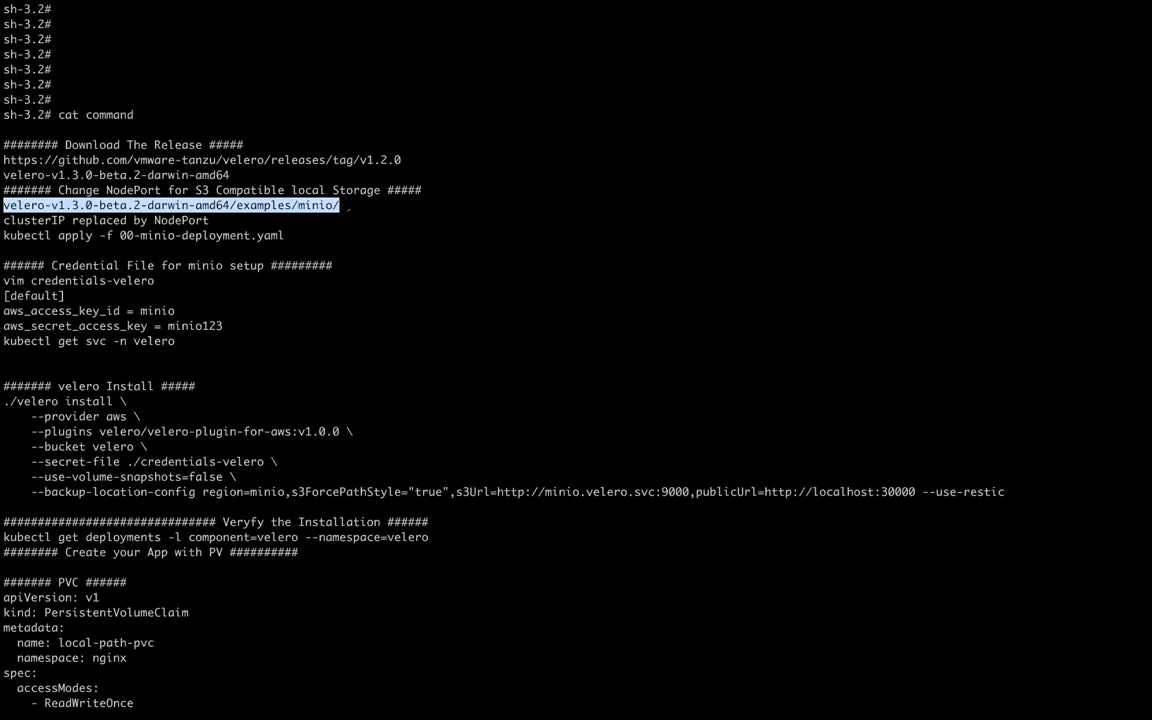 sh-3.2#
sh-3.2#
sh-3.2#
sh-3.2#
sh-3.2#
sh-3.2#
sh-3.2#
sh-3.2# cat command
######## Download The Release #####
https://github.com/vmware-tanzu/velero/releases/tag/v1.2.0
velero-v1.3.0-beta.2-darwin-amd64
####### Change NodePort for S3 Compatible local Storage #####
velero-v1.3.0-beta.2-darwin-amd64/examples/minio/
clusterIP replaced by NodePort
kubectl apply -f 00-minio-deployment.yaml
###### Credential File for minio setup #########
vim credentials-velero
[default]
aws_access_key_id = minio
aws_secret_access_key = minio123
kubectl get svc -n velero
####### velero Install #####
./velero install \
    --provider aws \
    --plugins velero/velero-plugin-for-aws:v1.0.0 \
    --bucket velero \
    --secret-file ./credentials-velero \
    --use-volume-snapshots=false \
    --backup-location-config region=minio,s3ForcePathStyle="true",s3Url=http://minio.velero.svc:9000,publicUrl=http://localhost:30000 --use-restic
############################### Veryfy the Installation ######
kubectl get deployments -l component=velero --namespace=velero
######## Create your App with PV ##########
####### PVC ######
apiVersion: v1
kind: PersistentVolumeClaim
metadata:
  name: local-path-pvc
  namespace: nginx
spec:
  accessModes:
    - ReadWriteOnce